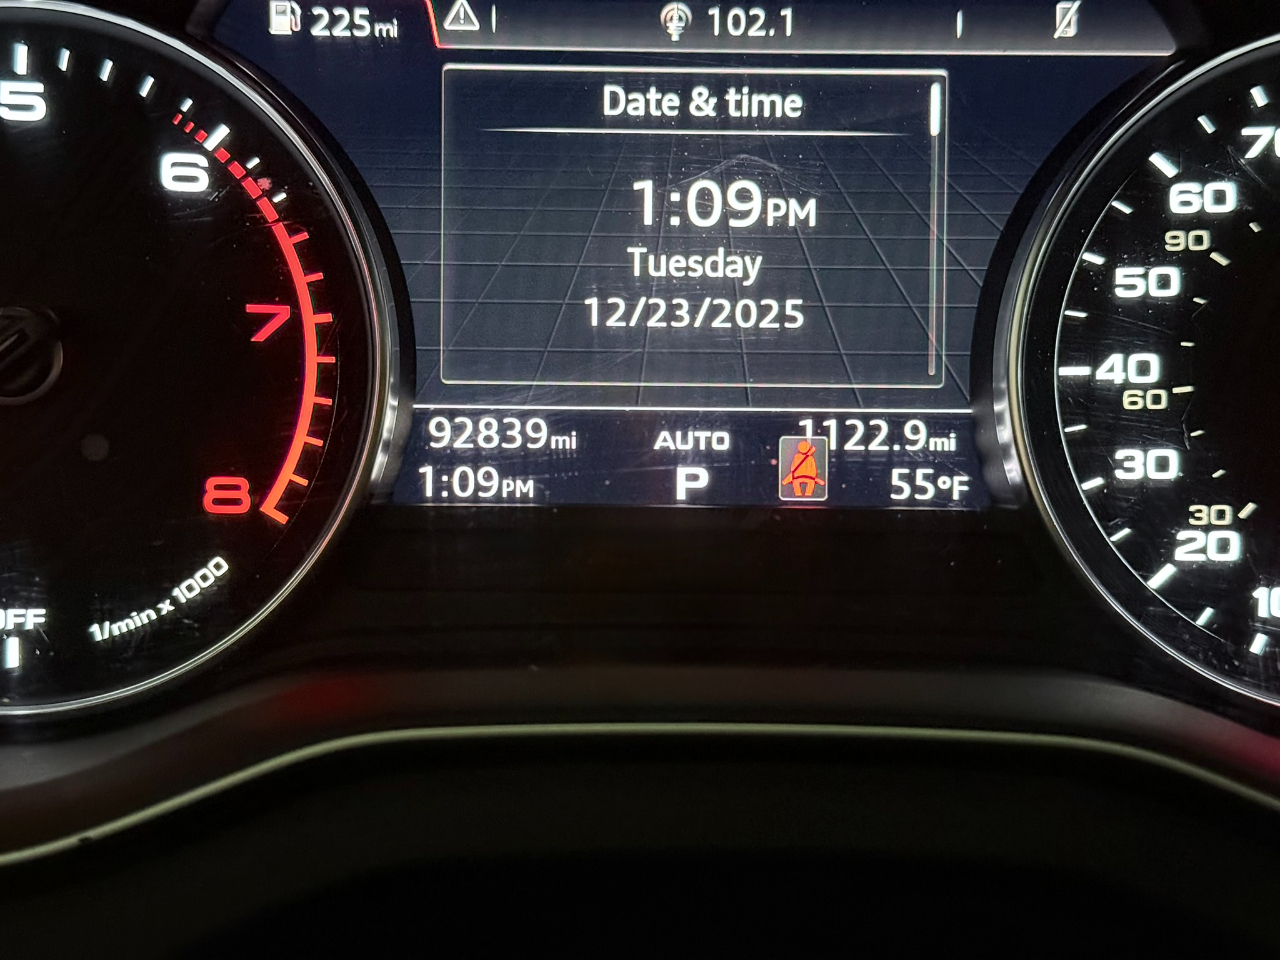 225mi
102.1
Date & time
1:09PM
Tuesday
12/23/2025
92839mi AUTO 1122.9mi
1:09PM P 55°F
5
6
7
8
1/min x 1000
OFF
70
60
90
50
40
60
30
30
20
10